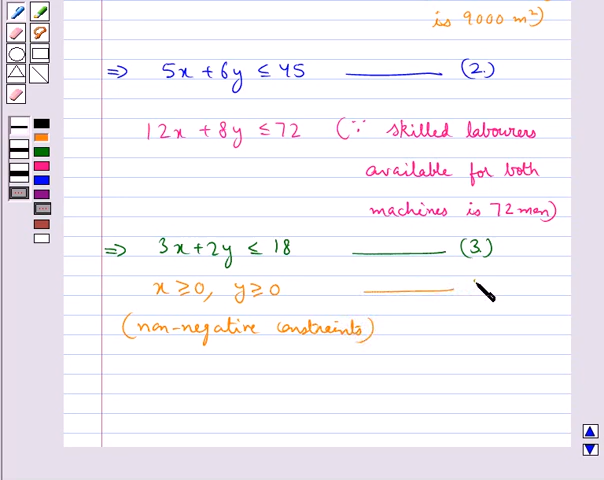 is 9000 m²)
⇒ 5x + 6y ≤ 45 ——— (2.)
12x + 8y ≤ 72 (∵ skilled labourers
available for both
machines is 72 men)
⇒ 3x + 2y ≤ 18 ——— (3.)
x ≥ 0, y ≥ 0 ———
(non-negative constraints)